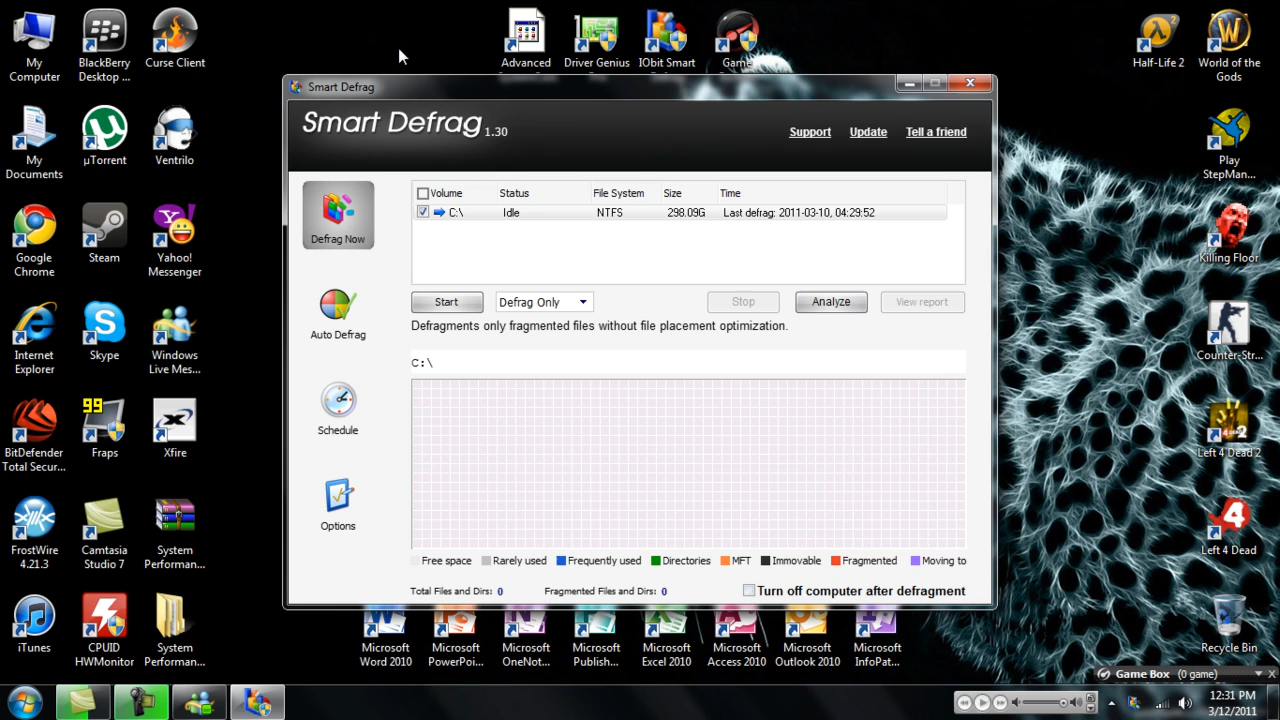 My
Computer
BlackBerry
Desktop ...
Curse Client
Advanced
Driver Genius
IObit Smart
Game
Half-Life 2
World of the
Gods
My
Documents
µTorrent
Ventrilo
Play
StepMan...
Google
Chrome
Steam
Yahoo!
Messenger
Killing Floor
Internet
Explorer
Skype
Windows
Live Mes...
Counter-Str...
BitDefender
Total Secur...
99
Fraps
Xfire
Left 4 Dead 2
FrostWire
4.21.3
Camtasia
Studio 7
System
Performan...
Left 4 Dead
iTunes
CPUID
HWMonitor
System
Performan...
Recycle Bin
Smart Defrag
Smart Defrag 1.30
Support Update Tell a friend
Defrag Now
Auto Defrag
Schedule
Options
Volume Status File System Size Time
C:\ Idle NTFS 298.09G Last defrag: 2011-03-10, 04:29:52
Start Defrag Only Stop Analyze View report
Defragments only fragmented files without file placement optimization.
C:\
Free space Rarely used Frequently used Directories MFT Immovable Fragmented Moving to
Total Files and Dirs: 0 Fragmented Files and Dirs: 0 Turn off computer after defragment
Microsoft
Word 2010
Microsoft
PowerPoi...
Microsoft
OneNot...
Microsoft
Publish...
Microsoft
Excel 2010
Microsoft
Access 2010
Microsoft
Outlook 2010
Microsoft
InfoPat...
Game Box (0 game)
12:31 PM
3/12/2011